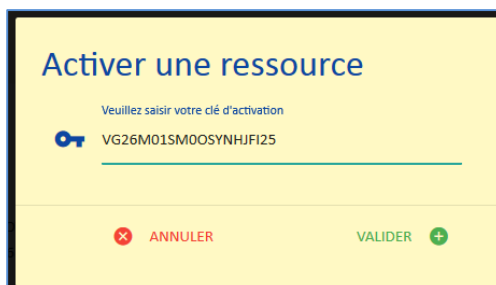 Activer une ressource
Veuillez saisir votre clé d'activation
VG26M01SM0OSYNHJFI25
ANNULER
VALIDER